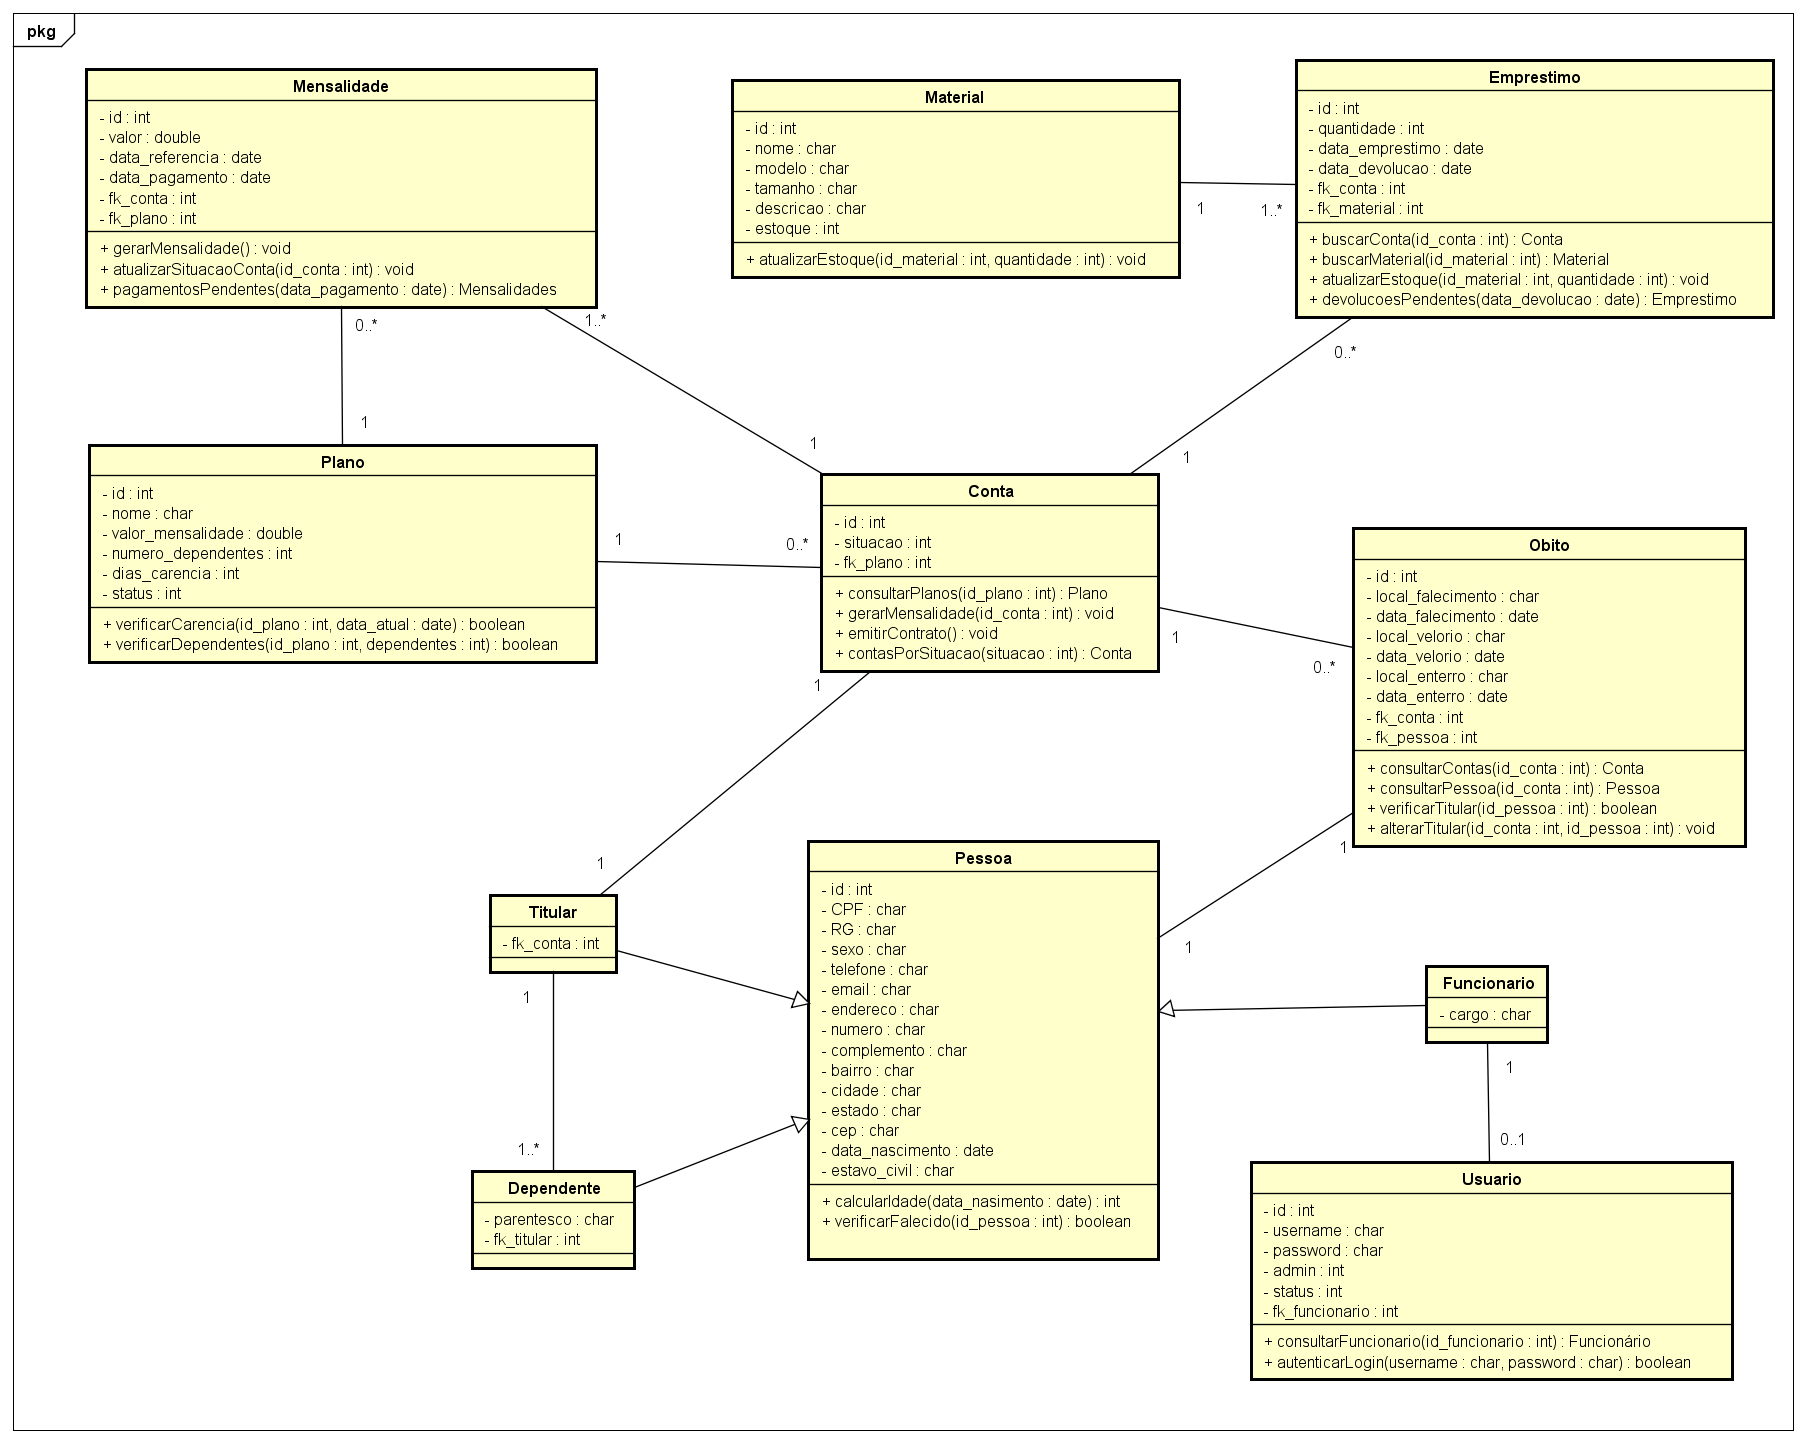 pkg
Mensalidade
- id : int
- valor : double
- data_referencia : date
- data_pagamento : date
- fk_conta : int
- fk_plano : int
+ gerarMensalidade() : void
+ atualizarSituacaoConta(id_conta : int) : void
+ pagamentosPendentes(data_pagamento : date) : Mensalidades
Material
- id : int
- nome : char
- modelo : char
- tamanho : char
- descricao : char
- estoque : int
+ atualizarEstoque(id_material : int, quantidade : int) : void
Emprestimo
- id : int
- quantidade : int
- data_emprestimo : date
- data_devolucao : date
- fk_conta : int
- fk_material : int
+ buscarConta(id_conta : int) : Conta
+ buscarMaterial(id_material : int) : Material
+ atualizarEstoque(id_material : int, quantidade : int) : void
+ devolucoesPendentes(data_devolucao : date) : Emprestimo
1
1..*
0..*
1..*
0..*
1
1
1
Plano
- id : int
- nome : char
- valor_mensalidade : double
- numero_dependentes : int
- dias_carencia : int
- status : int
+ verificarCarencia(id_plano : int, data_atual : date) : boolean
+ verificarDependentes(id_plano : int, dependentes : int) : boolean
1
0..*
Conta
- id : int
- situacao : int
- fk_plano : int
+ consultarPlanos(id_plano : int) : Plano
+ gerarMensalidade(id_conta : int) : void
+ emitirContrato() : void
+ contasPorSituacao(situacao : int) : Conta
1
0..*
Obito
- id : int
- local_falecimento : char
- data_falecimento : date
- local_velorio : char
- data_velorio : date
- local_enterro : char
- data_enterro : date
- fk_conta : int
- fk_pessoa : int
+ consultarContas(id_conta : int) : Conta
+ consultarPessoa(id_conta : int) : Pessoa
+ verificarTitular(id_pessoa : int) : boolean
+ alterarTitular(id_conta : int, id_pessoa : int) : void
1
1
1
1
Titular
- fk_conta : int
1
1..*
Dependente
- parentesco : char
- fk_titular : int
Pessoa
- id : int
- CPF : char
- RG : char
- sexo : char
- telefone : char
- email : char
- endereco : char
- numero : char
- complemento : char
- bairro : char
- cidade : char
- estado : char
- cep : char
- data_nascimento : date
- estavo_civil : char
+ calcularIdade(data_nasimento : date) : int
+ verificarFalecido(id_pessoa : int) : boolean
Funcionario
- cargo : char
1
0..1
Usuario
- id : int
- username : char
- password : char
- admin : int
- status : int
- fk_funcionario : int
+ consultarFuncionario(id_funcionario : int) : Funcionário
+ autenticarLogin(username : char, password : char) : boolean